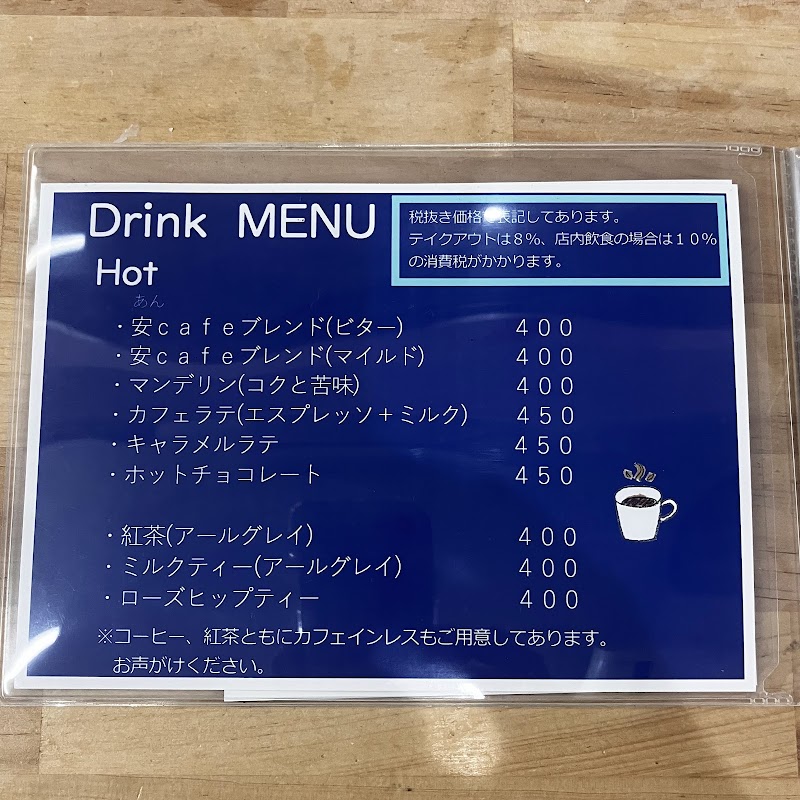 Drink MENU
税抜き価格 表記してあります。
テイクアウトは８％、店内飲食の場合は１０％
の消費税がかかります。
Hot
あん
・安ｃａｆｅブレンド(ビター) ４００
・安ｃａｆｅブレンド(マイルド) ４００
・マンデリン(コクと苦味) ４００
・カフェラテ(エスプレッソ＋ミルク) ４５０
・キャラメルラテ ４５０
・ホットチョコレート ４５０
・紅茶(アールグレイ) ４００
・ミルクティー(アールグレイ) ４００
・ローズヒップティー ４００
※コーヒー、紅茶ともにカフェインレスもご用意してあります。
お声がけください。